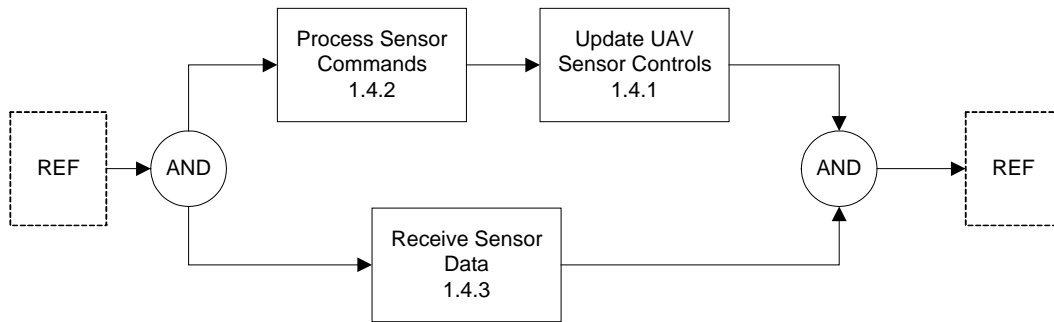 Process Sensor
Commands
1.4.2
Update UAV
Sensor Controls
1.4.1
REF
AND
AND
REF
Receive Sensor
Data
1.4.3